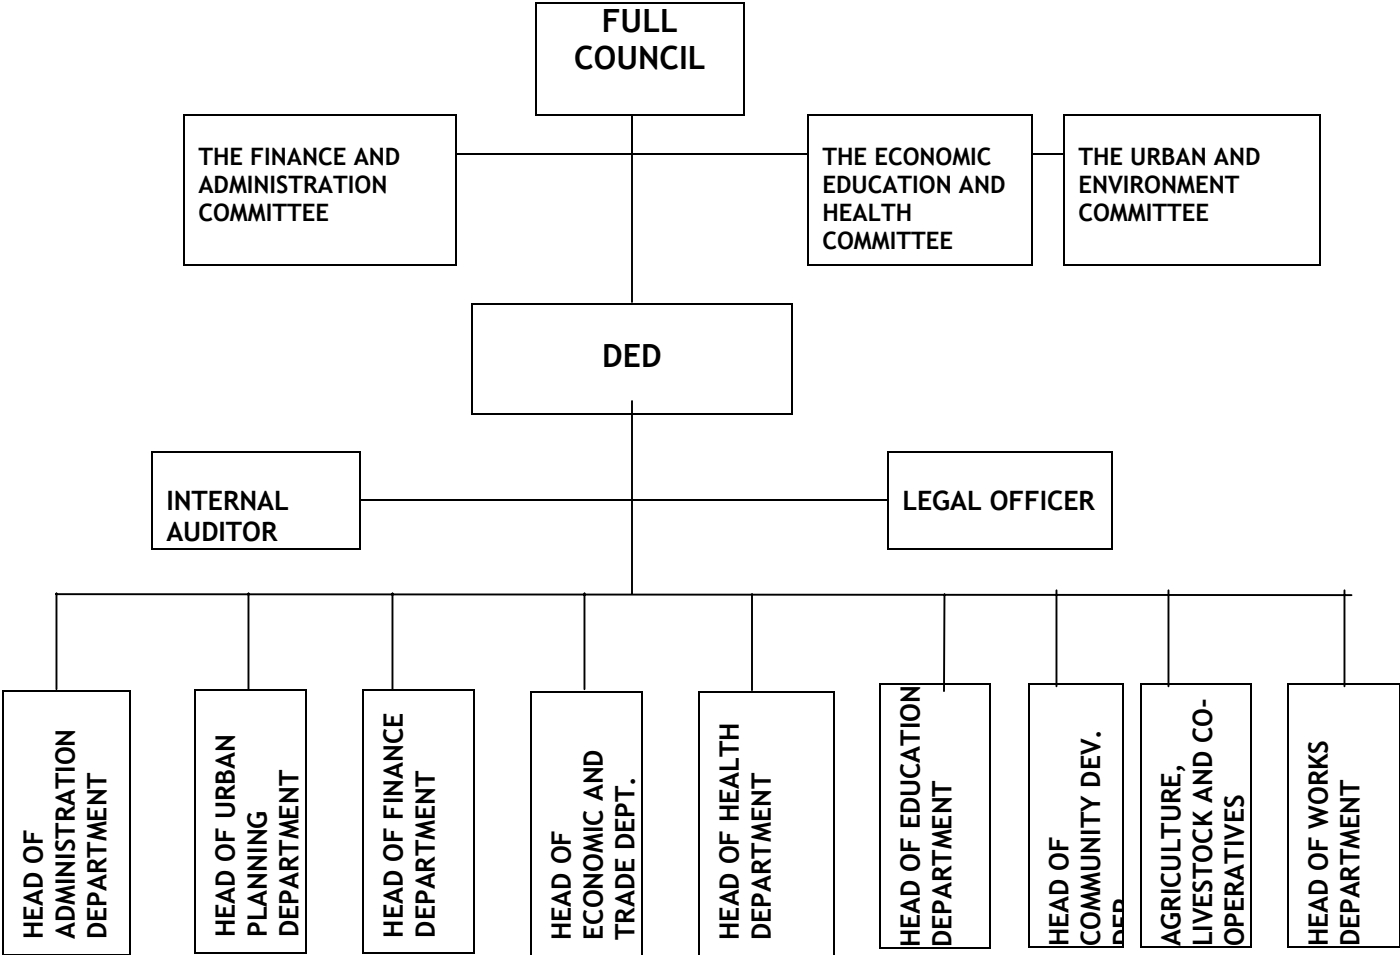 FULL
COUNCIL
THE FINANCE AND
ADMINISTRATION
COMMITTEE
THE ECONOMIC
EDUCATION AND
HEALTH
COMMITTEE
THE URBAN AND
ENVIRONMENT
COMMITTEE
DED
INTERNAL
AUDITOR
LEGAL OFFICER
HEAD OF
ADMINISTRATION
DEPARTMENT
HEAD OF URBAN
PLANNING
DEPARTMENT
HEAD OF FINANCE
DEPARTMENT
HEAD OF
ECONOMIC AND
TRADE DEPT.
HEAD OF HEALTH
DEPARTMENT
HEAD OF EDUCATION
DEPARTMENT
HEAD OF
COMMUNITY DEV.
AGRICULTURE,
LIVESTOCK AND CO-
OPERATIVES
HEAD OF WORKS
DEPARTMENT